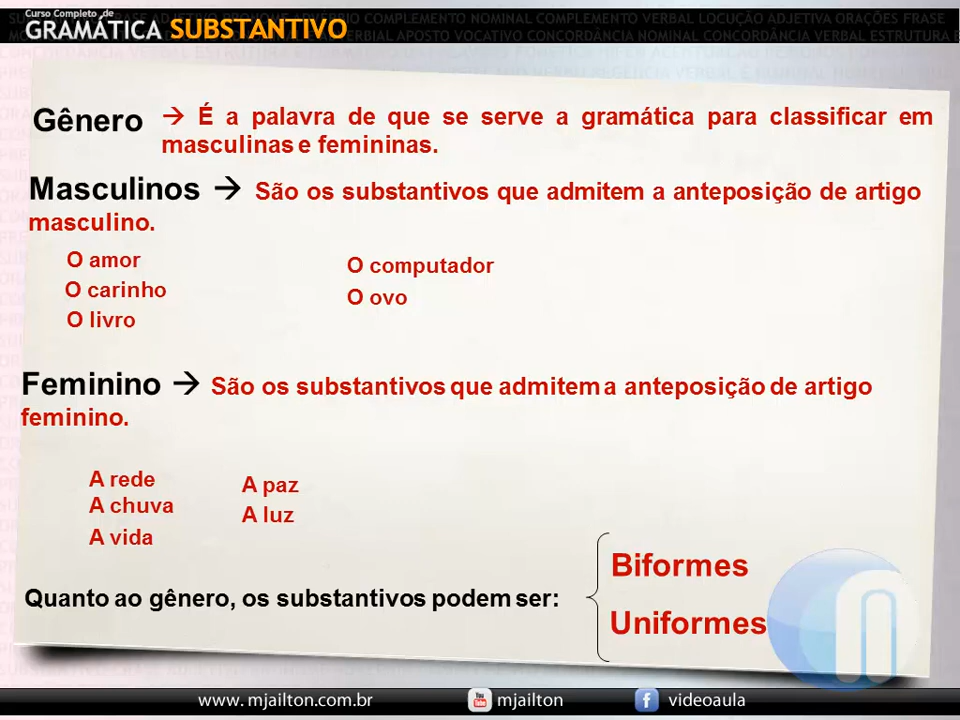 Curso Completo de
GRAMÁTICA SUBSTANTIVO
Gênero → É a palavra de que se serve a gramática para classificar em
masculinas e femininas.
Masculinos → São os substantivos que admitem a anteposição de artigo
masculino.
O amor
O carinho
O livro
O computador
O ovo
Feminino → São os substantivos que admitem a anteposição de artigo
feminino.
A rede
A chuva
A vida
A paz
A luz
Quanto ao gênero, os substantivos podem ser:
Biformes
Uniformes
www. mjailton.com.br
You Tube
mjailton
f
videoaula